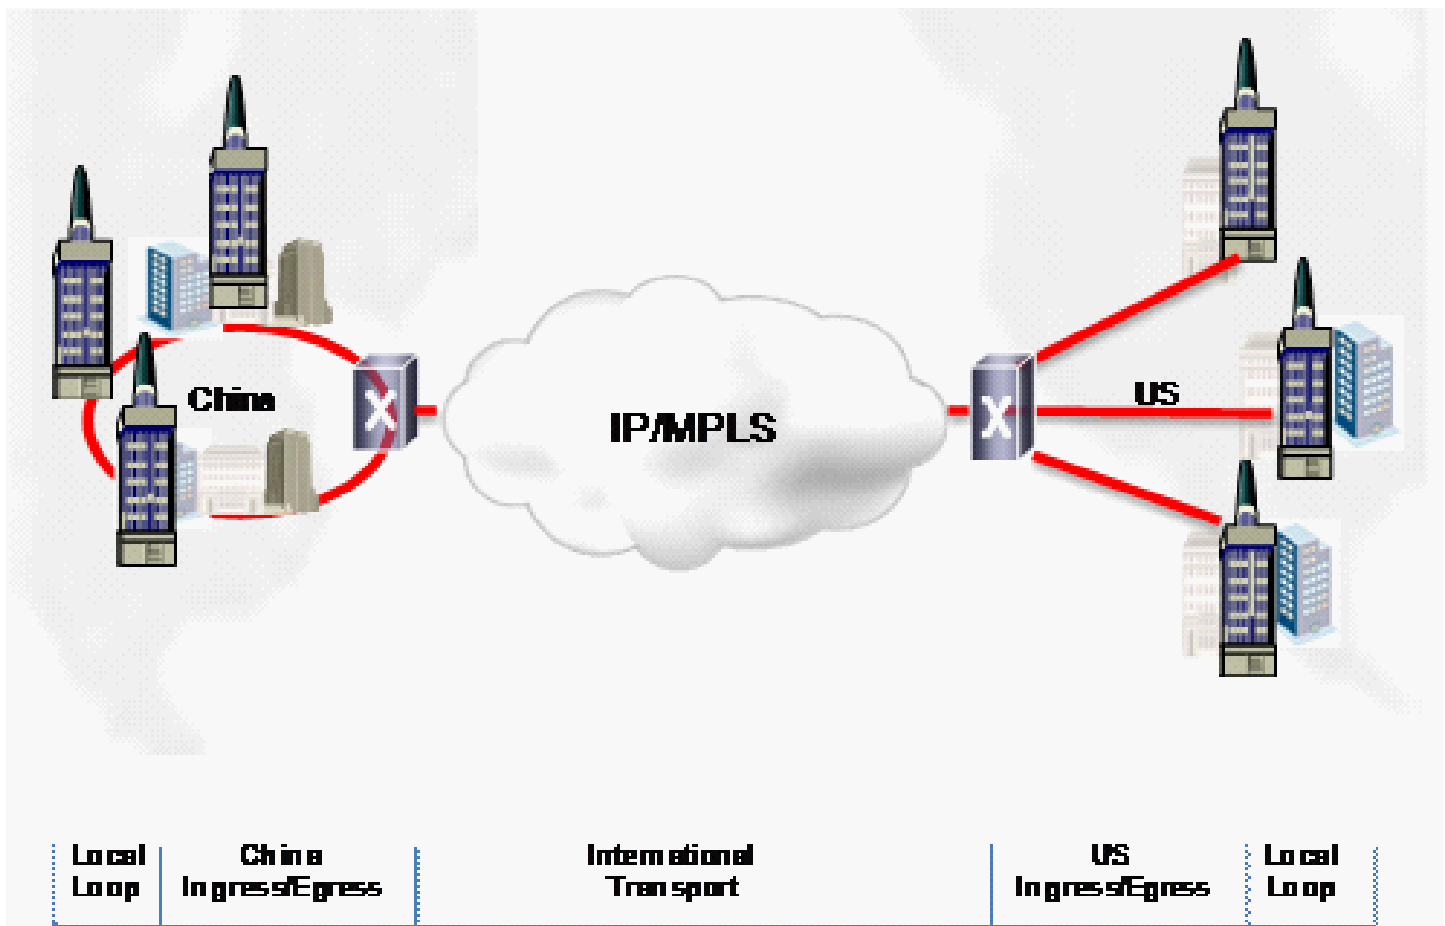 China
X
IP/MPLS
X
US
Local
Loop
China
Ingress/Egress
International
Transport
US
Ingress/Egress
Local
Loop